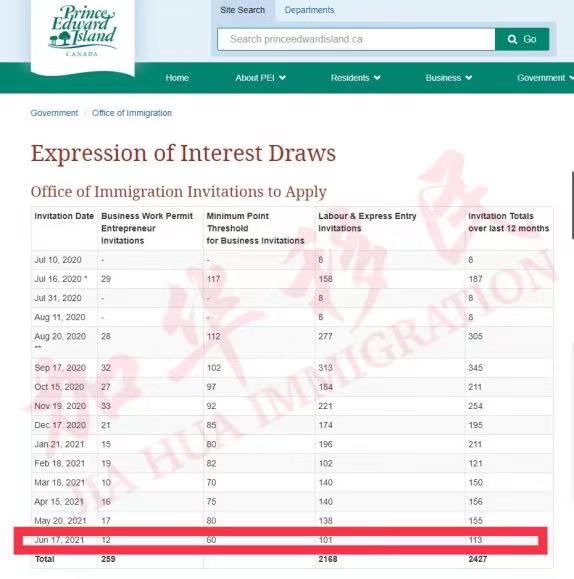 Prince
Edward
Island
CANADA
Site Search
Departments
Search princeedwardisland.ca
Go
Home
About PEI
Residents
Business
Government
Government / Office of Immigration
Expression of Interest Draws
Office of Immigration Invitations to Apply
Invitation Date Business Work Permit Entrepreneur Invitations Minimum Point Threshold for Business Invitations Labour & Express Entry Invitations Invitation Totals over last 12 months
Jul 10, 2020 - - 8 8
Jul 16, 2020 * 29 117 158 187
Jul 31, 2020 - - 8 8
Aug 11, 2020 - - 8 8
Aug 20, 2020 ** 28 112 277 305
Sep 17, 2020 32 102 313 345
Oct 15, 2020 27 97 184 211
Nov 19, 2020 33 92 221 254
Dec 17, 2020 21 85 174 195
Jan 21, 2021 15 80 196 211
Feb 18, 2021 19 82 102 121
Mar 18, 2021 10 70 140 150
Apr 15, 2021 16 75 140 156
May 20, 2021 17 80 138 155
Jun 17, 2021 12 60 101 113
Total 259 2168 2427
加华移民
JIA HUA IMMIGRATION